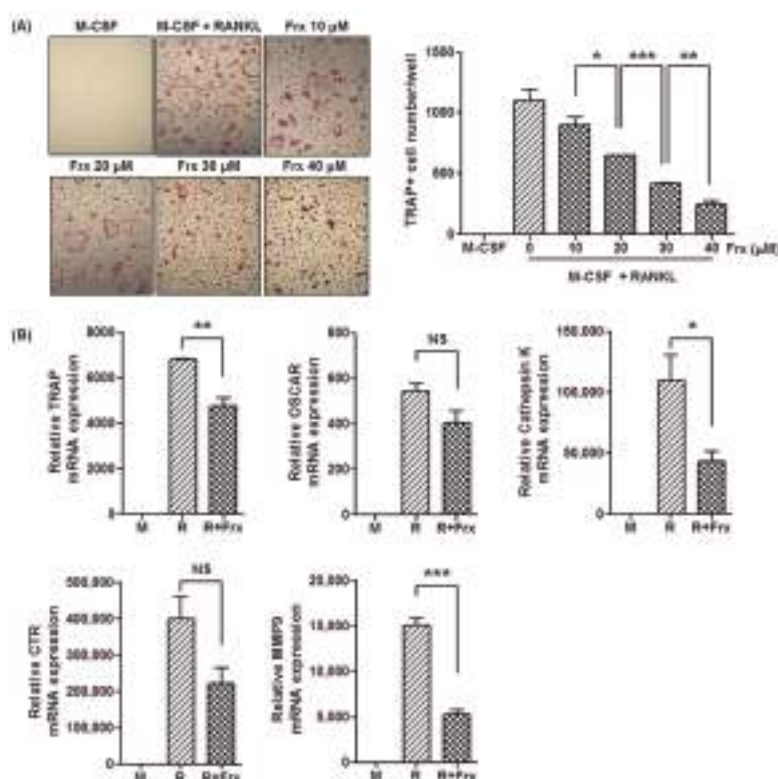 (A)
M-CSF
M-CSF + RANKL
Frx 10 µM
Frx 20 µM
Frx 30 µM
Frx 40 µM
TRAP+ cell number/well
1500
1000
500
0
*
***
**
M-CSF
0
10
20
30
40
Frx (µM)
M-CSF + RANKL
(B)
Relative TRAP
mRNA expression
8000
6000
4000
2000
0
**
M
R
R+Frx
Relative OSCAR
mRNA expression
800
600
400
200
0
NS
M
R
R+Frx
Relative Cathepsin K
mRNA expression
150,000
100,000
50,000
0
*
M
R
R+Frx
Relative CTR
mRNA expression
500,000
400,000
300,000
200,000
100,000
0
NS
M
R
R+Frx
Relative MMP9
mRNA expression
20,000
15,000
10,000
5,000
0
***
M
R
R+Frx